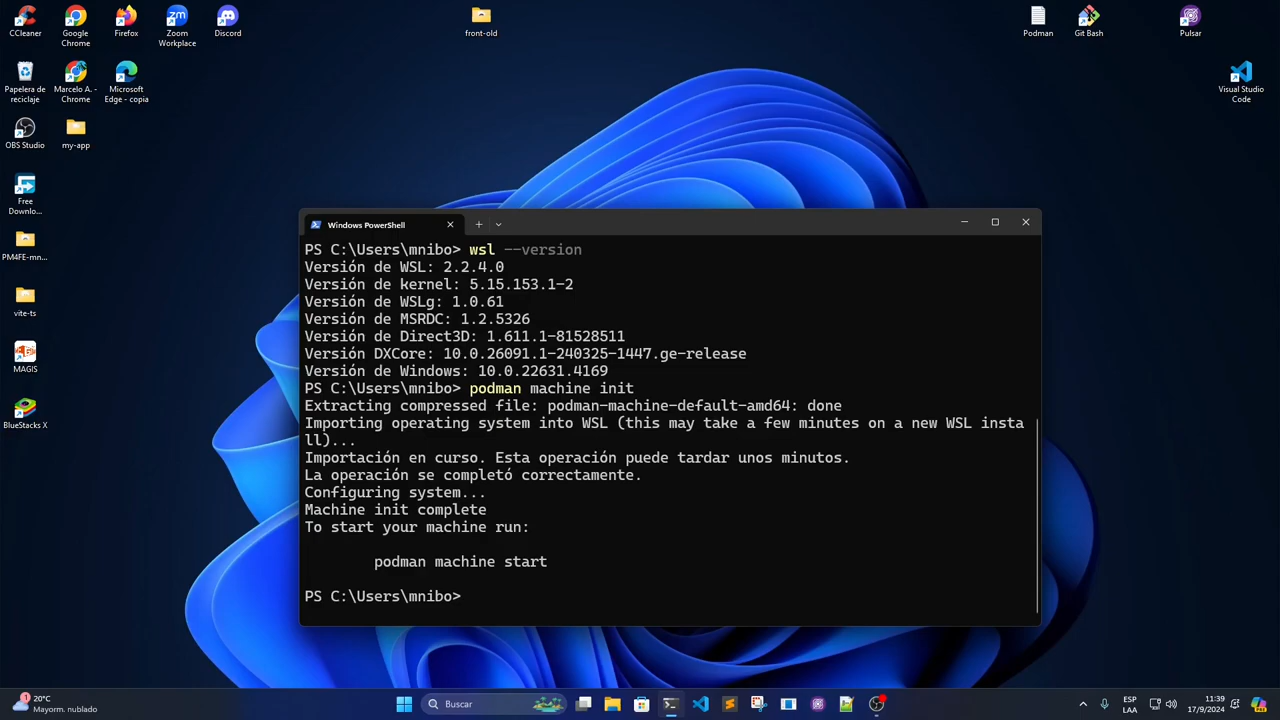 CCleaner
Google
Chrome
Firefox
Zoom
Workplace
Discord
front-old
Podman
Git Bash
Pulsar
Papelera de
reciclaje
Marcelo A. -
Chrome
Microsoft
Edge - copia
Visual Studio
Code
OBS Studio
my-app
Free
Downlo...
PM4FE-mn...
vite-ts
MAGIS
BlueStacks X
Windows PowerShell
PS C:\Users\mnibo> wsl --version
Versión de WSL: 2.2.4.0
Versión de kernel: 5.15.153.1-2
Versión de WSLg: 1.0.61
Versión de MSRDC: 1.2.5326
Versión de Direct3D: 1.611.1-81528511
Versión DXCore: 10.0.26091.1-240325-1447.ge-release
Versión de Windows: 10.0.22631.4169
PS C:\Users\mnibo> podman machine init
Extracting compressed file: podman-machine-default-amd64: done
Importing operating system into WSL (this may take a few minutes on a new WSL insta
ll)...
Importación en curso. Esta operación puede tardar unos minutos.
La operación se completó correctamente.
Configuring system...
Machine init complete
To start your machine run:
podman machine start
PS C:\Users\mnibo>
1
20°C
Mayorm. nublado
Buscar
ESP
LAA
11:39
17/9/2024